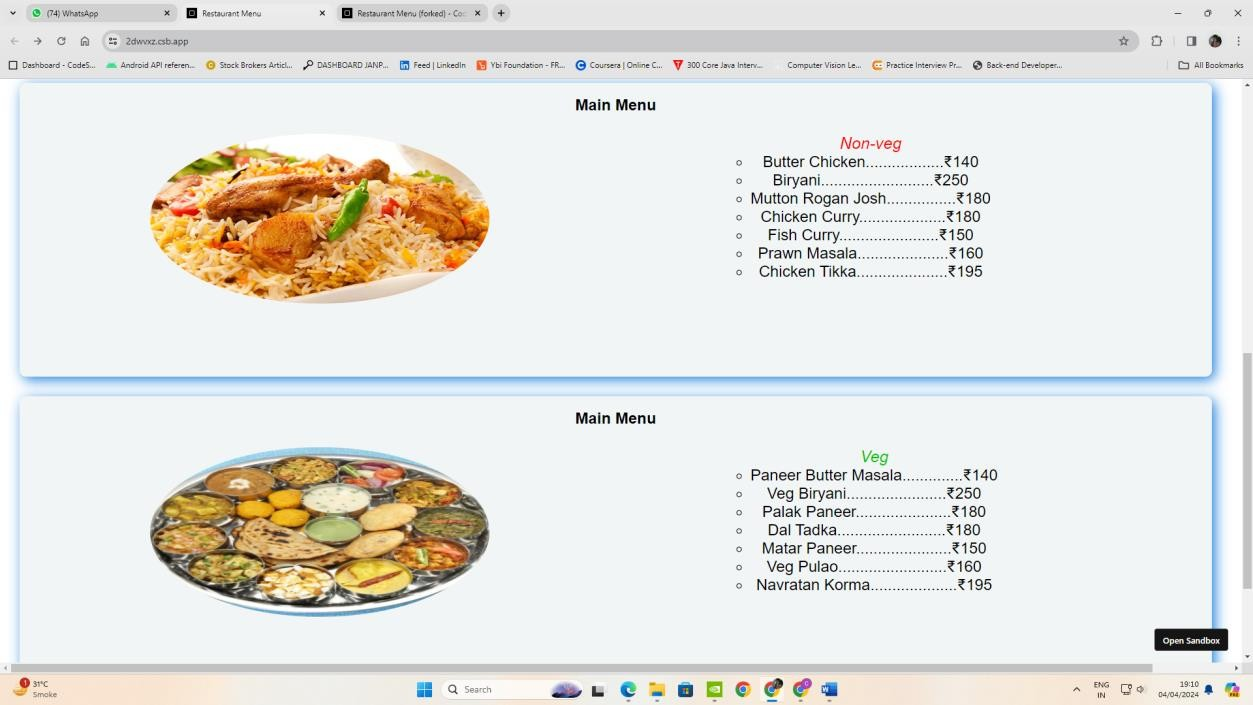 (74) WhatsApp
Restaurant Menu
Restaurant Menu (forked) - Coc
2dwvxz.csb.app
Dashboard - CodeS...
Android API referen...
Stock Brokers Articl...
DASHBOARD JANP...
Feed | LinkedIn
Ybi Foundation - FR...
Coursera | Online C...
300 Core Java Interv...
Computer Vision Le...
Practice Interview Pr...
Back-end Developer...
All Bookmarks
Main Menu
Non-veg
Butter Chicken..................₹140
Biryani..........................₹250
Mutton Rogan Josh................₹180
Chicken Curry....................₹180
Fish Curry.......................₹150
Prawn Masala.....................₹160
Chicken Tikka.....................₹195
Main Menu
Veg
Paneer Butter Masala..............₹140
Veg Biryani.......................₹250
Palak Paneer......................₹180
Dal Tadka.........................₹180
Matar Paneer......................₹150
Veg Pulao.........................₹160
Navratan Korma....................₹195
Open Sandbox
1
31°C
Smoke
Search
ENG
IN
19:10
04/04/2024